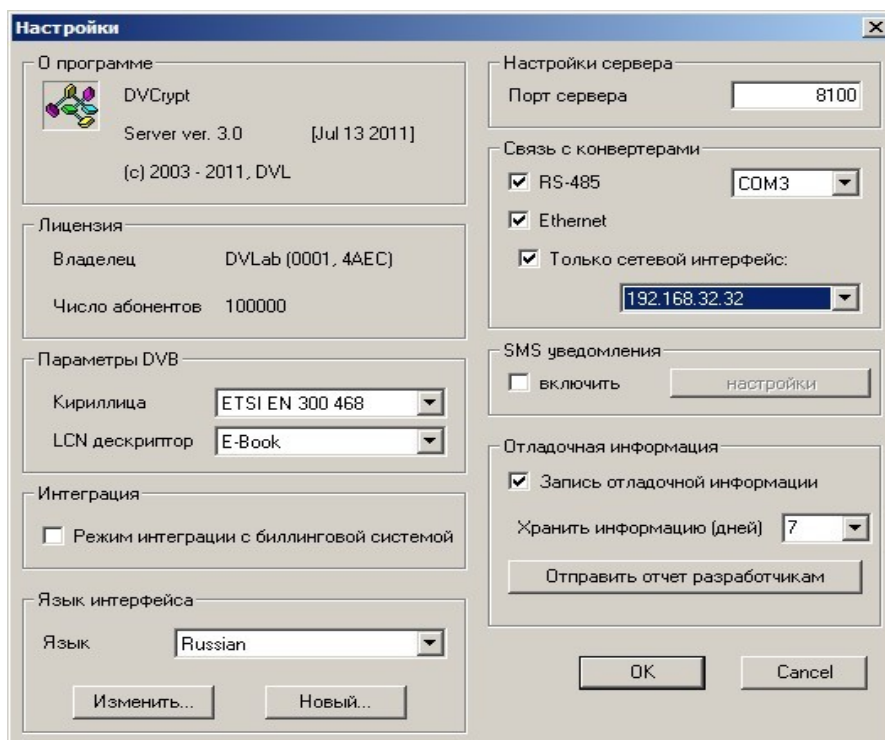 Настройки
О программе
DVCrypt
Server ver. 3.0 [Jul 13 2011]
(c) 2003 - 2011, DVL
Лицензия
Владелец DVLab (0001, 4AEC)
Число абонентов 100000
Параметры DVB
Кириллица ETSI EN 300 468
LCN дескриптор E-Book
Интеграция
Режим интеграции с биллинговой системой
Язык интерфейса
Язык Russian
Изменить... Новый...
Настройки сервера
Порт сервера 8100
Связь с конвертерами
RS-485 COM3
Ethernet
Только сетевой интерфейс:
192.168.32.32
SMS уведомления
включить настройки
Отладочная информация
Запись отладочной информации
Хранить информацию (дней) 7
Отправить отчет разработчикам
OK Cancel